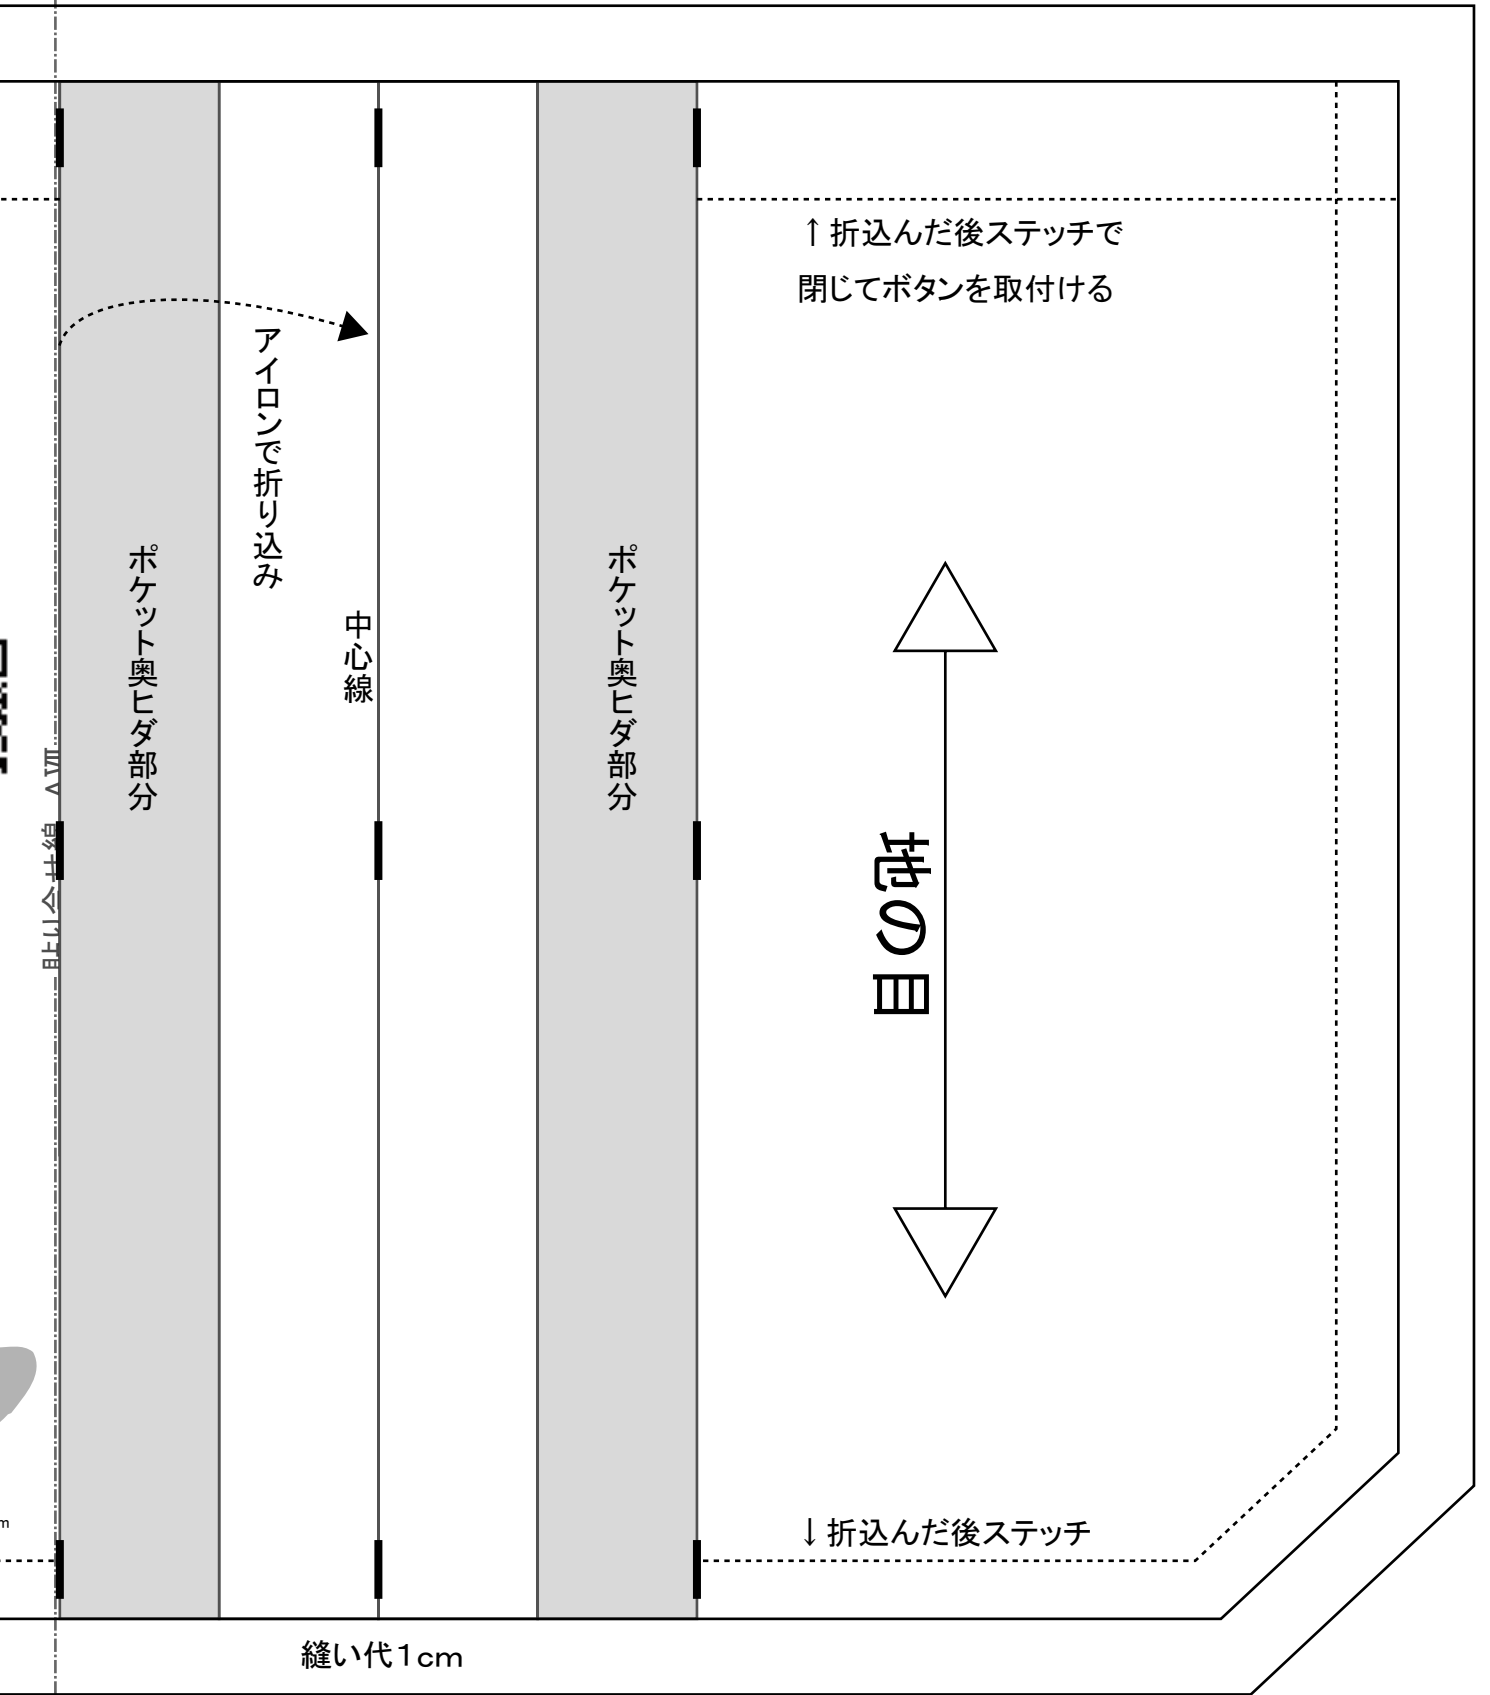 ↑折込んだ後ステッチで
閉じてボタンを取付ける
アイロンで折り込み
ポケット奥ヒダ部分
中心線
ポケット奥ヒダ部分
地の目
↓折込んだ後ステッチ
縫い代1cm